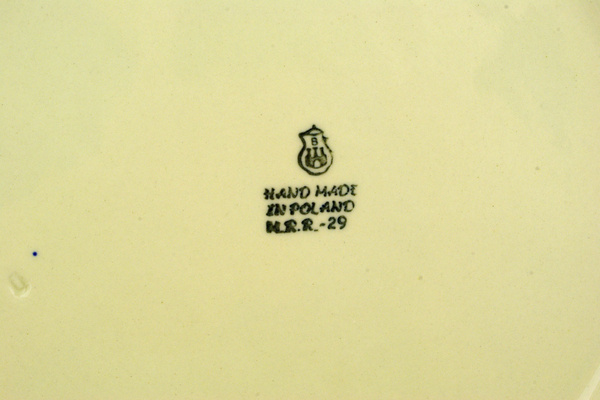 B
HAND MADE
IN POLAND
W.R.R.-29